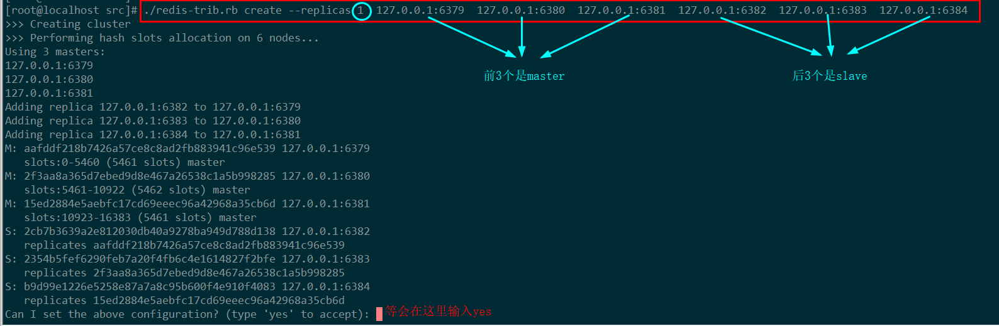 [root@localhost src]# ./redis-trib.rb create --replicas 1 127.0.0.1:6379 127.0.0.1:6380 127.0.0.1:6381 127.0.0.1:6382 127.0.0.1:6383 127.0.0.1:6384
>>> Creating cluster
>>> Performing hash slots allocation on 6 nodes...
Using 3 masters:
127.0.0.1:6379
前3个是master
后3个是slave
127.0.0.1:6380
127.0.0.1:6381
Adding replica 127.0.0.1:6382 to 127.0.0.1:6379
Adding replica 127.0.0.1:6383 to 127.0.0.1:6380
Adding replica 127.0.0.1:6384 to 127.0.0.1:6381
M: aafddf218b7426a57ce8c8ad2fb883941c96e539 127.0.0.1:6379
slots:0-5460 (5461 slots) master
M: 2f3aa8a365d7ebed9d8e467a26538c1a5b998285 127.0.0.1:6380
slots:5461-10922 (5462 slots) master
M: 15ed2884e5aebfc17cd69eeec96a42968a35cb6d 127.0.0.1:6381
slots:10923-16383 (5461 slots) master
S: 2cb7b3639a2e812030db40a9278ba949d788d138 127.0.0.1:6382
replicates aafddf218b7426a57ce8c8ad2fb883941c96e539
S: 2354b5fef6290feb7a20f4fb6c4e1614827f2bfe 127.0.0.1:6383
replicates 2f3aa8a365d7ebed9d8e467a26538c1a5b998285
S: b9d99e1226e5258e87a7a8c95b600f4e910f4083 127.0.0.1:6384
replicates 15ed2884e5aebfc17cd69eeec96a42968a35cb6d
Can I set the above configuration? (type 'yes' to accept): 等会在这里输入yes